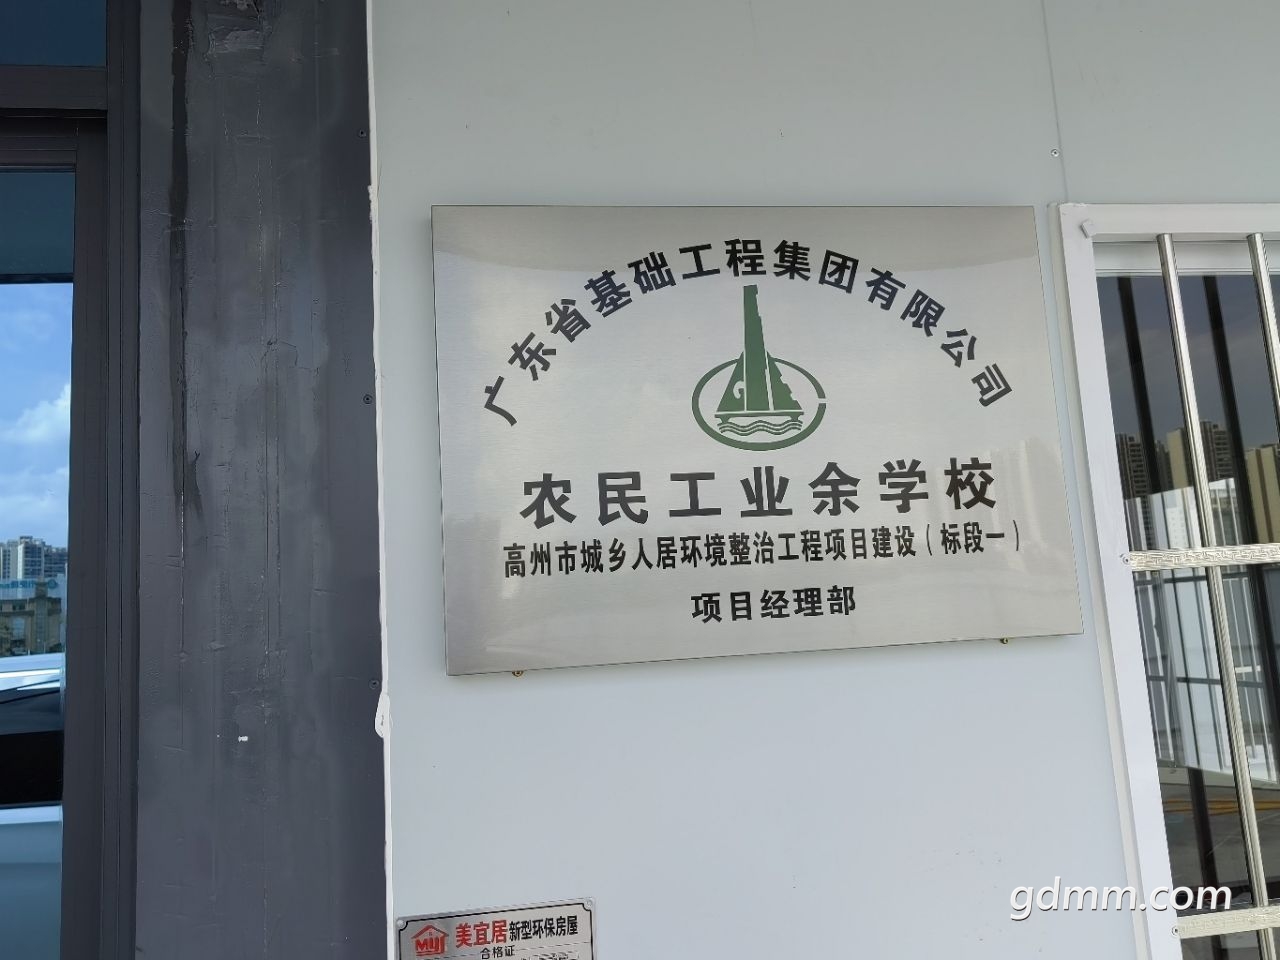 广东省基础工程集团有限公司
农民工业余学校
高州市城乡人居环境整治工程项目建设（标段一）
项目经理部
美宜居新型环保房屋
合格证
gdmm.com